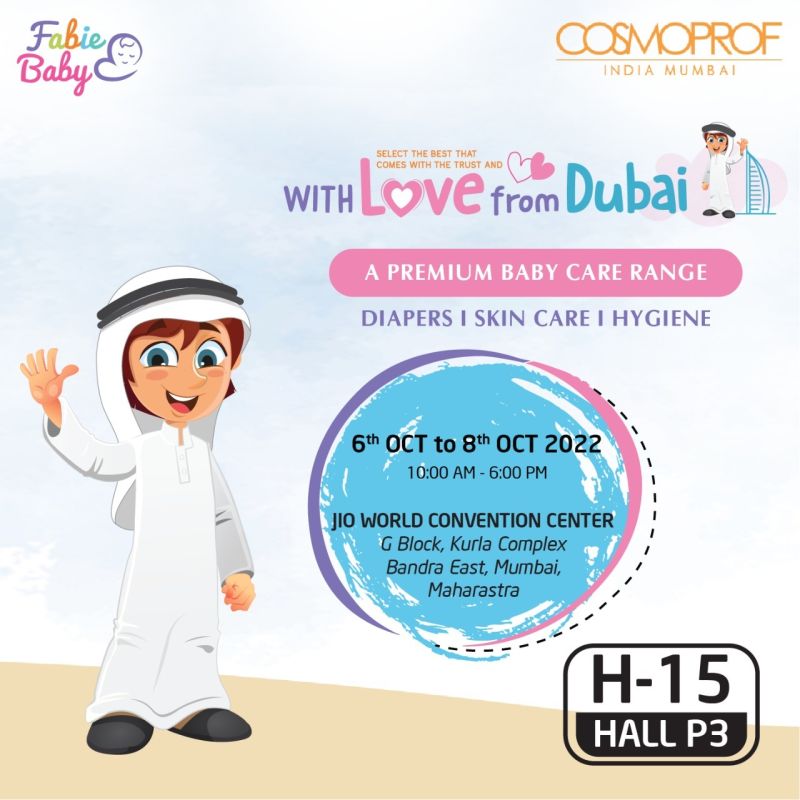 Fabie
Baby
COSMOPROF
INDIA MUMBAI
SELECT THE BEST THAT
COMES WITH THE TRUST AND
WITH Love from Dubai
A PREMIUM BABY CARE RANGE
DIAPERS I SKIN CARE I HYGIENE
6th OCT to 8th OCT 2022
10:00 AM - 6:00 PM
JIO WORLD CONVENTION CENTER
G Block, Kurla Complex
Bandra East, Mumbai,
Maharastra
H-15
HALL P3